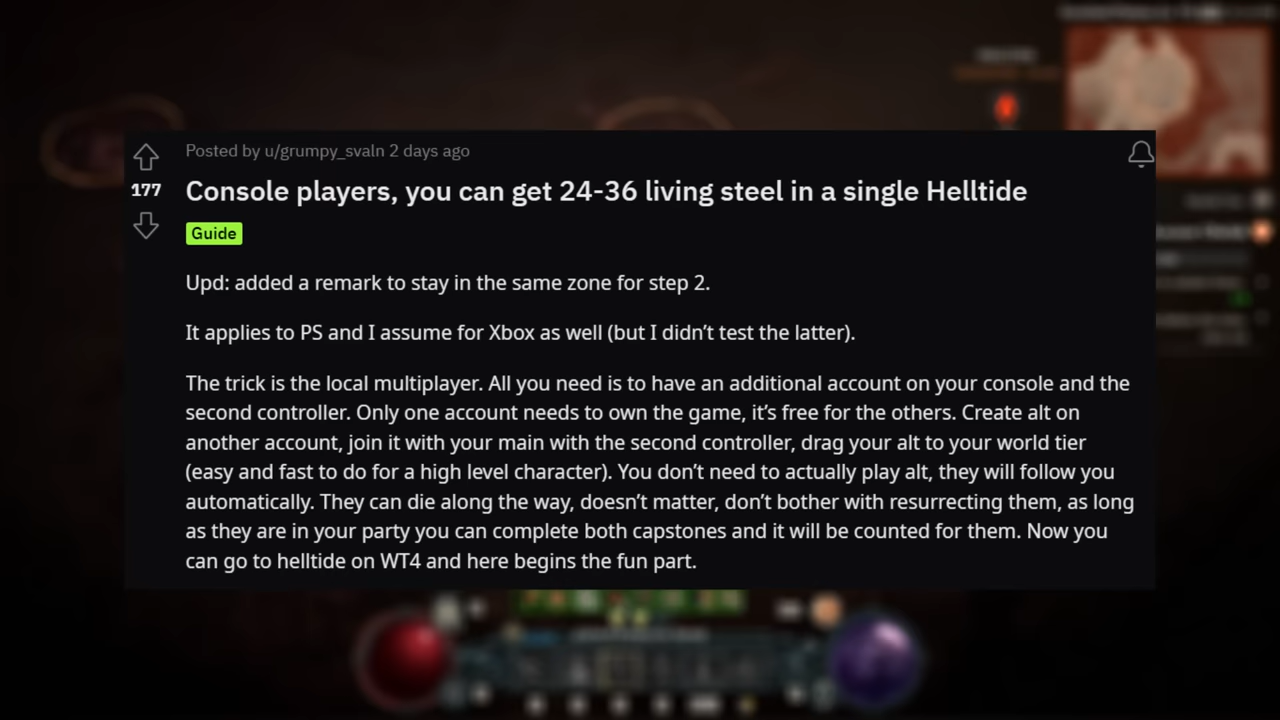 Posted by u/grumpy_svaln 2 days ago
177
Console players, you can get 24-36 living steel in a single Helltide
Guide
Upd: added a remark to stay in the same zone for step 2.
It applies to PS and I assume for Xbox as well (but I didn’t test the latter).
The trick is the local multiplayer. All you need is to have an additional account on your console and the
second controller. Only one account needs to own the game, it’s free for the others. Create alt on
another account, join it with your main with the second controller, drag your alt to your world tier
(easy and fast to do for a high level character). You don’t need to actually play alt, they will follow you
automatically. They can die along the way, doesn’t matter, don’t bother with resurrecting them, as long
as they are in your party you can complete both capstones and it will be counted for them. Now you
can go to helltide on WT4 and here begins the fun part.